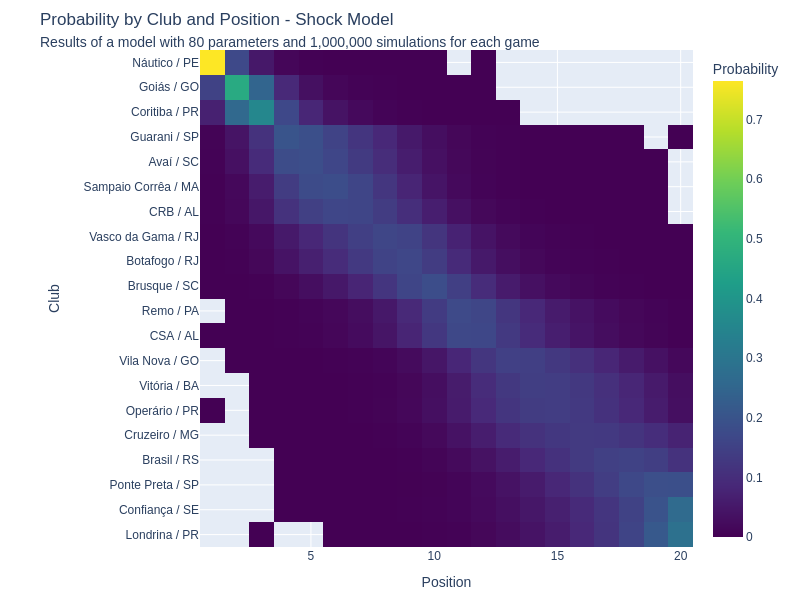 Probability by Club and Position - Shock Model
Results of a model with 80 parameters and 1,000,000 simulations for each game
Probability
Club
Náutico / PE
Goiás / GO
Coritiba / PR
Guarani / SP
Avaí / SC
Sampaio Corrêa / MA
CRB / AL
Vasco da Gama / RJ
Botafogo / RJ
Brusque / SC
Remo / PA
CSA / AL
Vila Nova / GO
Vitória / BA
Operário / PR
Cruzeiro / MG
Brasil / RS
Ponte Preta / SP
Confiança / SE
Londrina / PR
0.7
0.6
0.5
0.4
0.3
0.2
0.1
0
5
10
15
20
Position